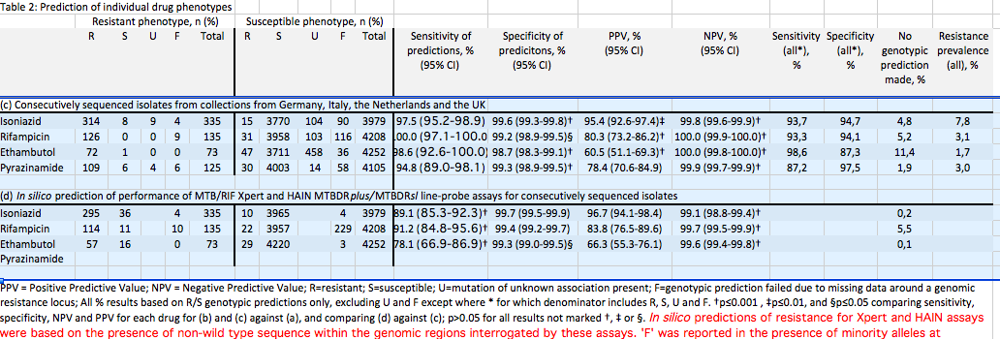 Table 2: Prediction of individual drug phenotypes
Resistant phenotype, n (%) Susceptible phenotype, n (%)
R S U F Total R S U F Total Sensitivity of Specificity of PPV, % NPV, % Sensitivity Specificity No Resistance
predictions, % predicitons, % (95% CI) (95% CI) (all*), (all*), genotypic prevalence
(95% CI) (95% CI) % % prediction (all), %
made, %
(c) Consecutively sequenced isolates from collections from Germany, Italy, the Netherlands and the UK
Isoniazid 314 8 9 4 335 15 3770 104 90 3979 97.5 (95.2-98.9) 99.6 (99.3-99.8)† 95.4 (92.6-97.4)‡ 99.8 (99.6-99.9)† 93,7 94,7 4,8 7,8
Rifampicin 126 0 0 9 135 31 3958 103 116 4208 00.0 (97.1-100.0 99.2 (98.9-99.5)§ 80.3 (73.2-86.2)† 100.0 (99.9-100.0)† 93,3 94,1 5,2 3,1
Ethambutol 72 1 0 0 73 47 3711 458 36 4252 98.6 (92.6-100.0) 98.7 (98.3-99.1)† 60.5 (51.1-69.3)† 100.0 (99.8-100.0)† 98,6 87,3 11,4 1,7
Pyrazinamide 109 6 4 6 125 30 4003 14 58 4105 94.8 (89.0-98.1) 99.3 (98.9-99.5)† 78.4 (70.6-84.9) 99.9 (99.7-99.9)† 87,2 97,5 1,9 3,0
(d) In silico prediction of performance of MTB/RIF Xpert and HAIN MTBDRplus/MTBDRsl line-probe assays for consecutively sequenced isolates
Isoniazid 295 36 4 335 10 3965 4 3979 89.1 (85.3-92.3)† 99.7 (99.5-99.9) 96.7 (94.1-98.4) 99.1 (98.8-99.4)† 0,2
Rifampicin 114 11 10 135 22 3957 229 4208 91.2 (84.8-95.6)† 99.4 (99.2-99.7) 83.8 (76.5-89.6) 99.7 (99.5-99.9)† 5,5
Ethambutol 57 16 0 73 29 4220 3 4252 78.1 (66.9-86.9)† 99.3 (99.0-99.5)§ 66.3 (55.3-76.1) 99.6 (99.4-99.8)† 0,1
Pyrazinamide
PPV = Positive Predictive Value; NPV = Negative Predictive Value; R=resistant; S=susceptible; U=mutation of unknown association present; F=genotypic prediction failed due to missing data around a genomic
resistance locus; All % results based on R/S genotypic predictions only, excluding U and F except where * for which denominator includes R, S, U and F. †p≤0.001 , ‡p≤0.01, and §p≤0.05 comparing sensitivity,
specificity, NPV and PPV for each drug for (b) and (c) against (a), and comparing (d) against (c); p>0.05 for all results not marked †, ‡ or §. In silico predictions of resistance for Xpert and HAIN assays
were based on the presence of non-wild type sequence within the genomic regions interrogated by these assays. 'F' was reported in the presence of minority alleles at